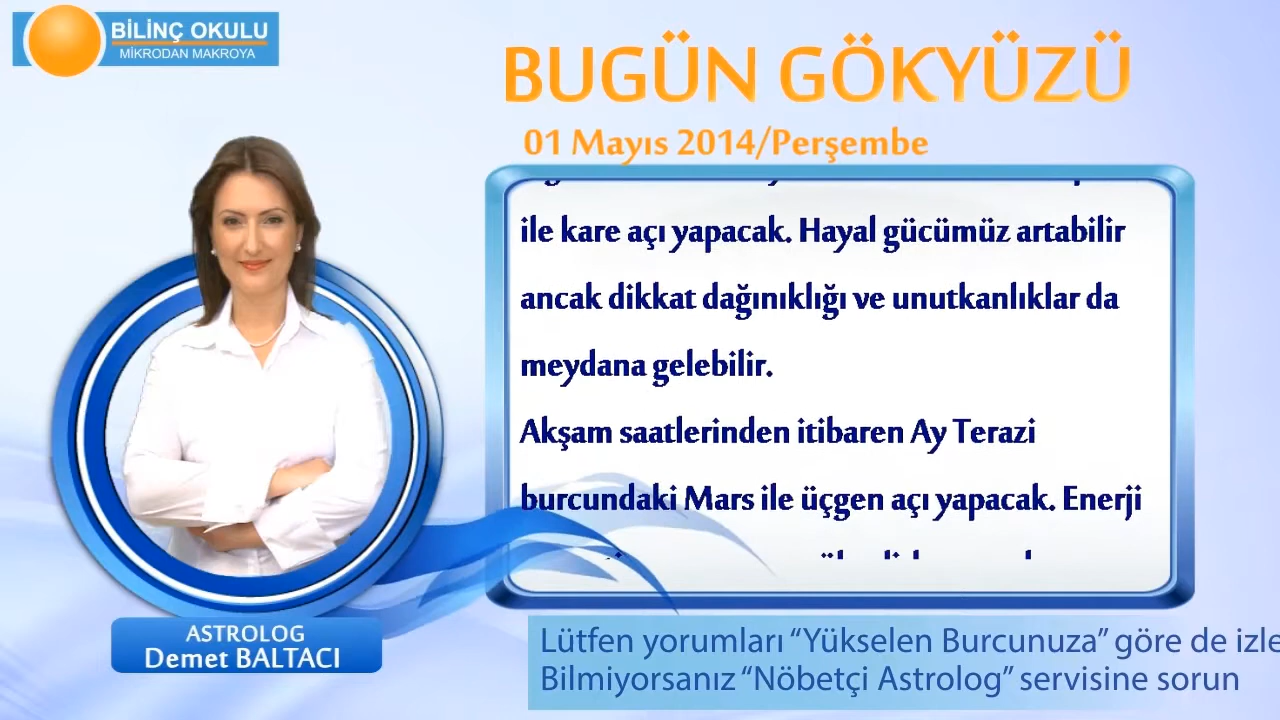 BİLİNÇ OKULU
MİKRODAN MAKROYA
BUGÜN GÖKYÜZÜ
01 Mayıs 2014/Perşembe
ile kare açı yapacak. Hayal gücümüz artabilir
ancak dikkat dağınıklığı ve unutkanlıklar da
meydana gelebilir.
Akşam saatlerinden itibaren Ay Terazi
burcundaki Mars ile üçgen açı yapacak. Enerji
ASTROLOG
Demet BALTACI
Lütfen yorumları “Yükselen Burcunuza” göre de izle
Bilmiyorsanız “Nöbetçi Astrolog” servisine sorun